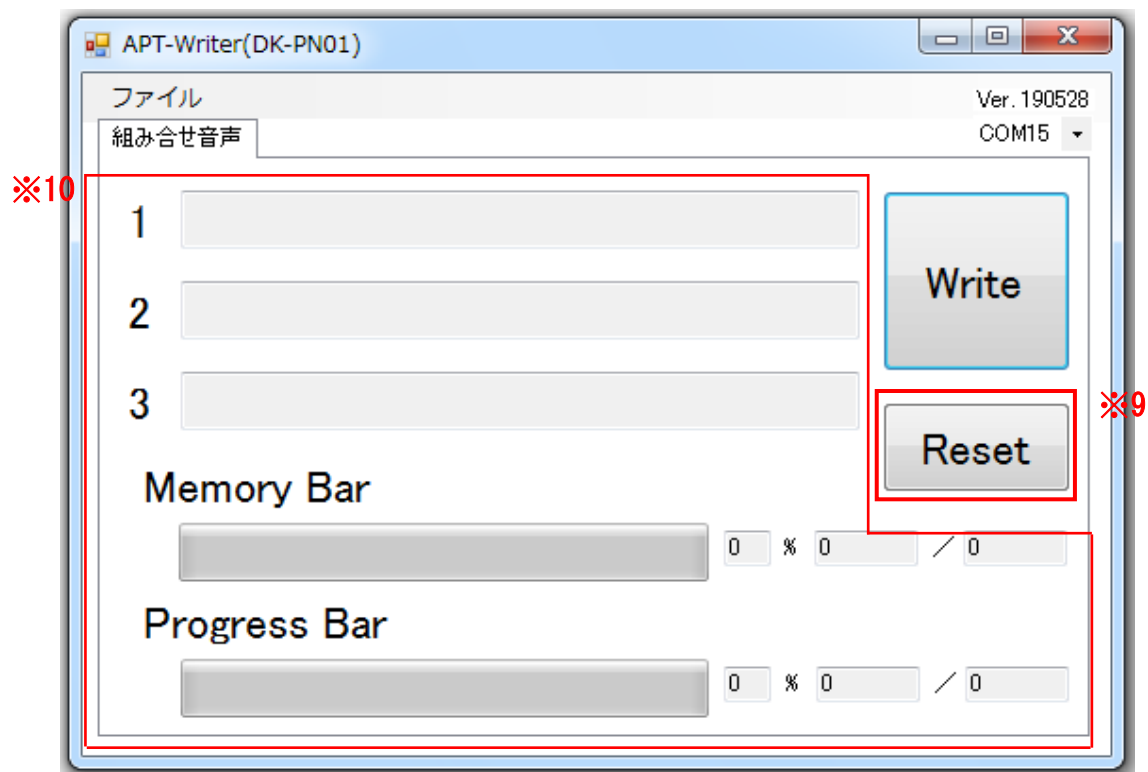 APT-Writer(DK-PN01)
ファイル
Ver. 190528
組み合せ音声
COM15
※10
1
Write
2
3
※9
Reset
Memory Bar
0 % 0 ／ 0
Progress Bar
0 % 0 ／ 0